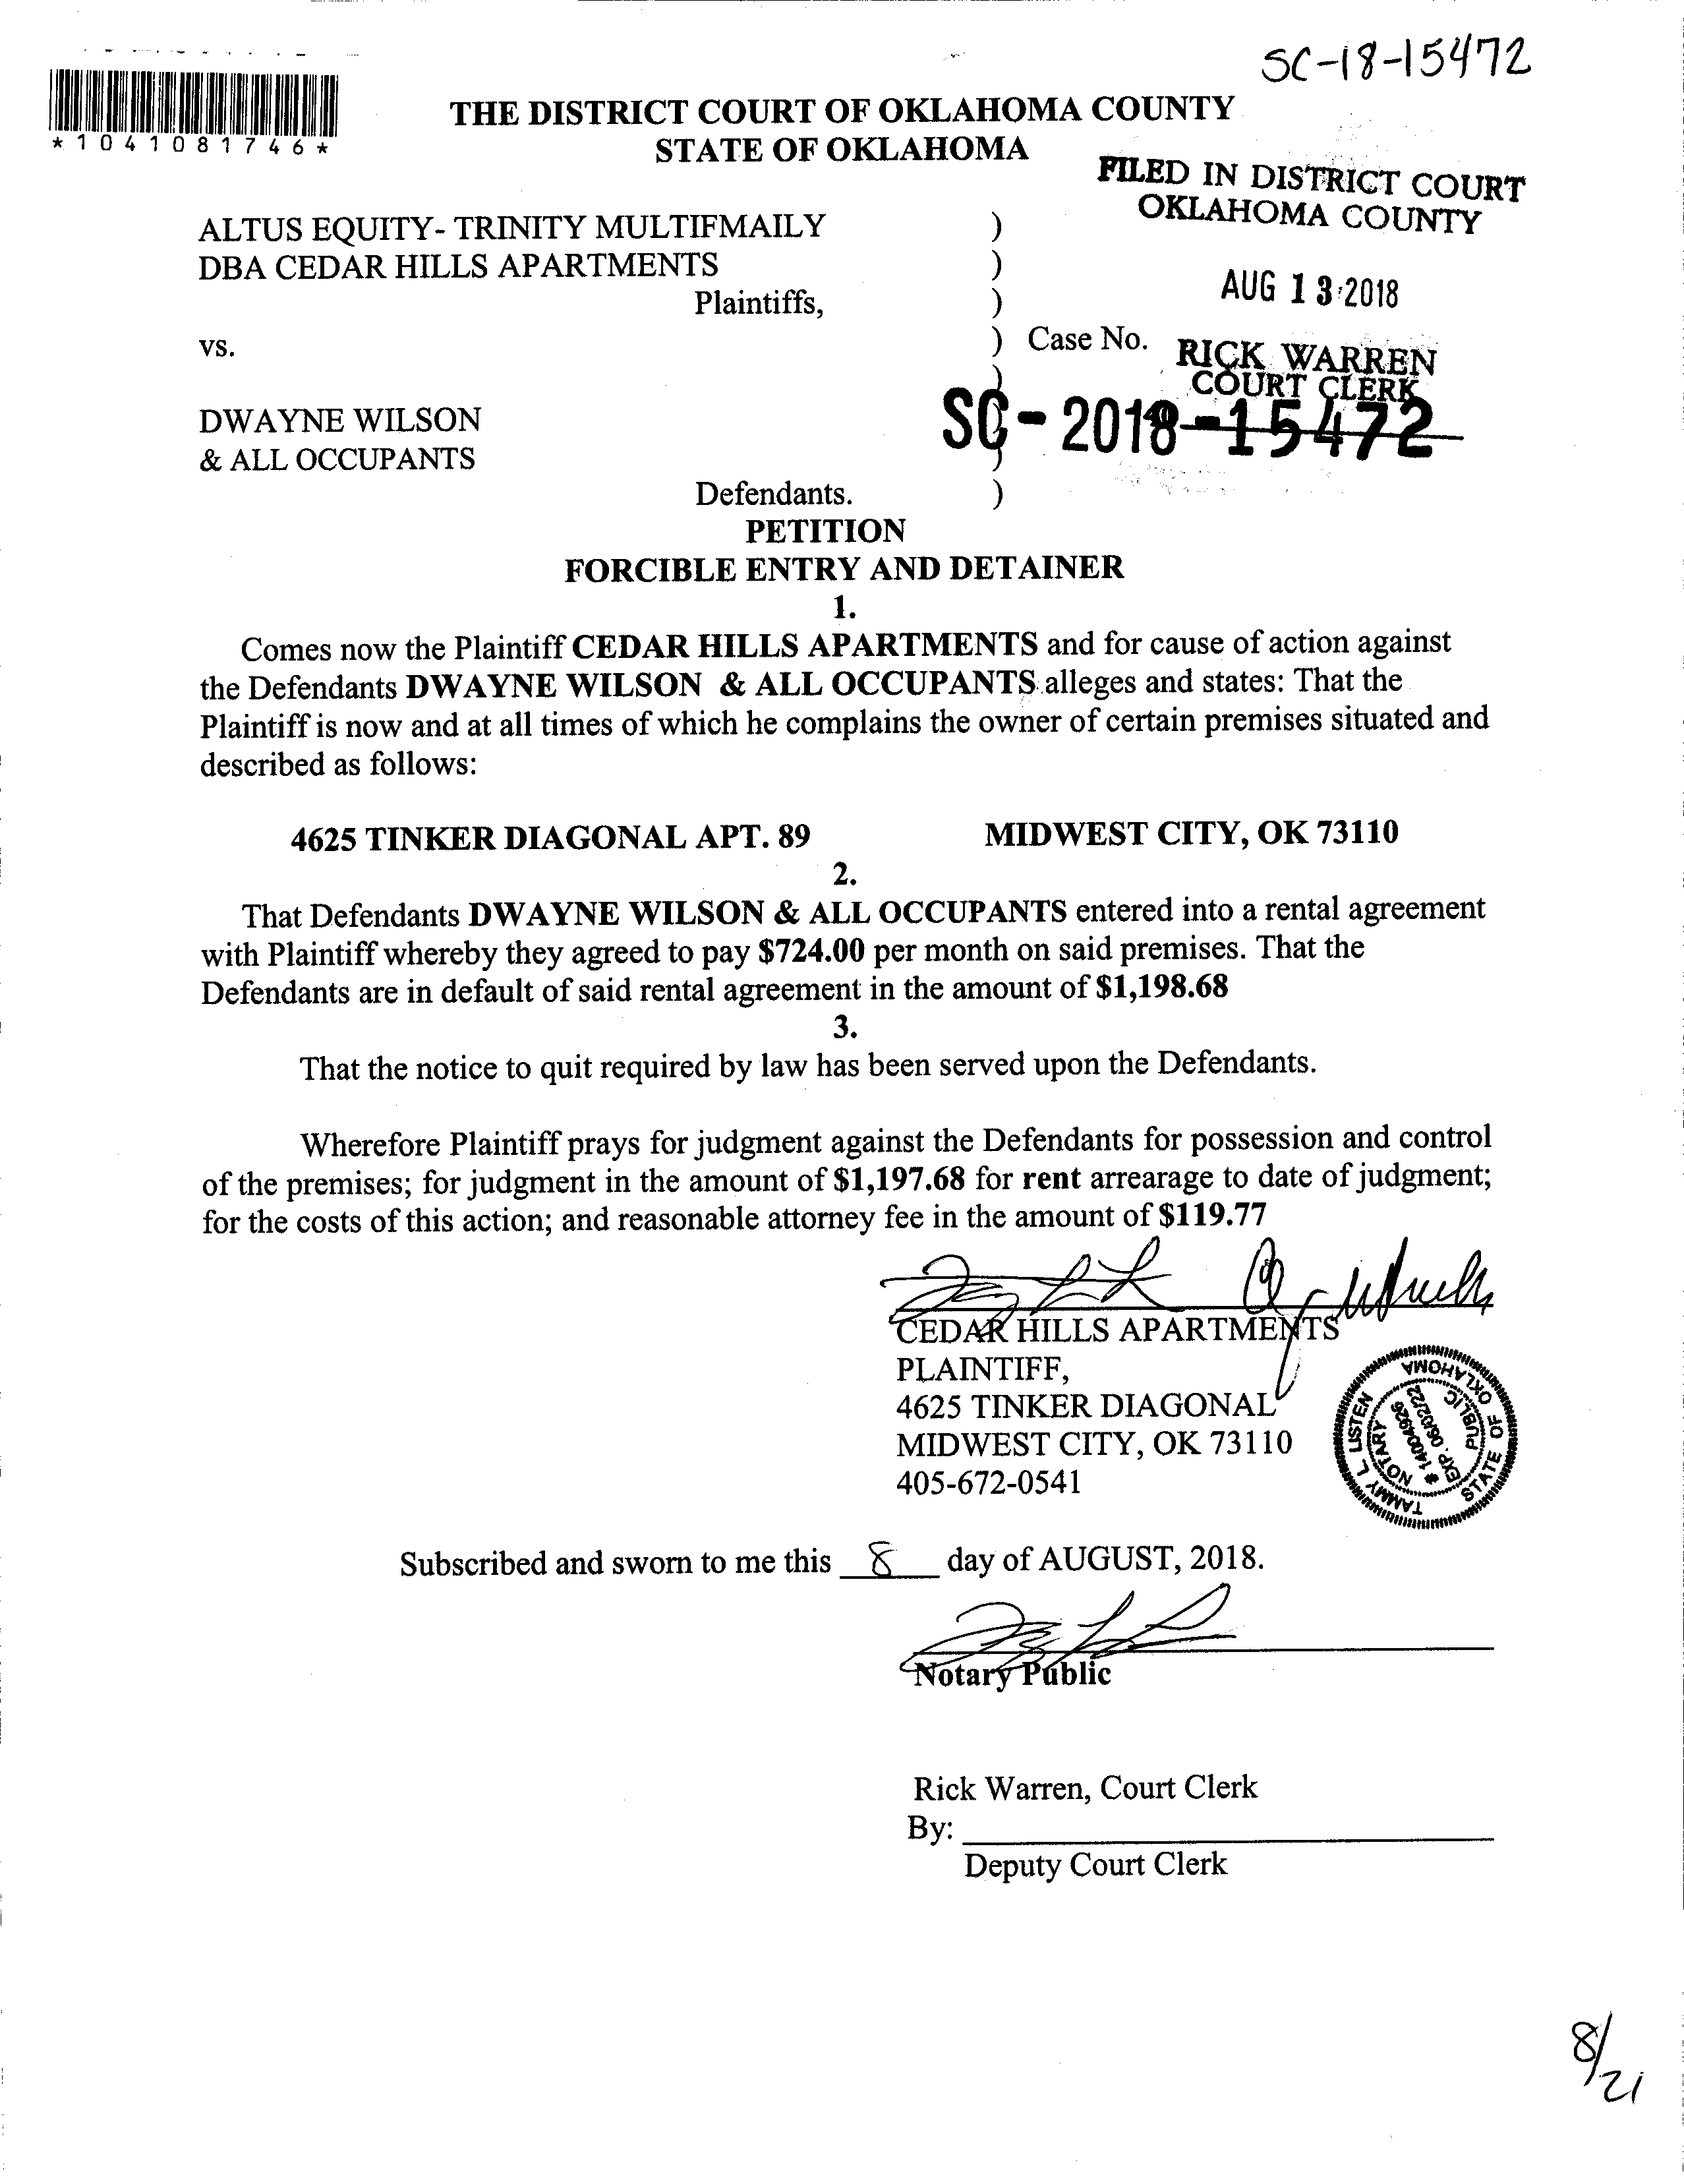 SC-18-15472
*1041081746*
THE DISTRICT COURT OF OKLAHOMA COUNTY
STATE OF OKLAHOMA
FILED IN DISTRICT COURT
OKLAHOMA COUNTY
AUG 13 2018
RICK WARREN
COURT CLERK
ALTUS EQUITY- TRINITY MULTIFMAILY )
DBA CEDAR HILLS APARTMENTS )
Plaintiffs, )
vs. ) Case No.
SC-2018-15472
DWAYNE WILSON
& ALL OCCUPANTS )
Defendants. )
PETITION
FORCIBLE ENTRY AND DETAINER
1.
Comes now the Plaintiff CEDAR HILLS APARTMENTS and for cause of action against
the Defendants DWAYNE WILSON & ALL OCCUPANTS alleges and states: That the
Plaintiff is now and at all times of which he complains the owner of certain premises situated and
described as follows:
4625 TINKER DIAGONAL APT. 89 MIDWEST CITY, OK 73110
2.
That Defendants DWAYNE WILSON & ALL OCCUPANTS entered into a rental agreement
with Plaintiff whereby they agreed to pay $724.00 per month on said premises. That the
Defendants are in default of said rental agreement in the amount of $1,198.68
3.
That the notice to quit required by law has been served upon the Defendants.
Wherefore Plaintiff prays for judgment against the Defendants for possession and control
of the premises; for judgment in the amount of $1,197.68 for rent arrearage to date of judgment;
for the costs of this action; and reasonable attorney fee in the amount of $119.77
CEDAR HILLS APARTMENTS
PLAINTIFF,
4625 TINKER DIAGONAL
MIDWEST CITY, OK 73110
405-672-0541
TAMMY L. LISTEN
STATE OF OKLAHOMA
NOTARY PUBLIC
# 14004926
EXP. 06/02/22
OKLAHOMA
Subscribed and sworn to me this 8 day of AUGUST, 2018.
Notary Public
Rick Warren, Court Clerk
By:
Deputy Court Clerk
8/21